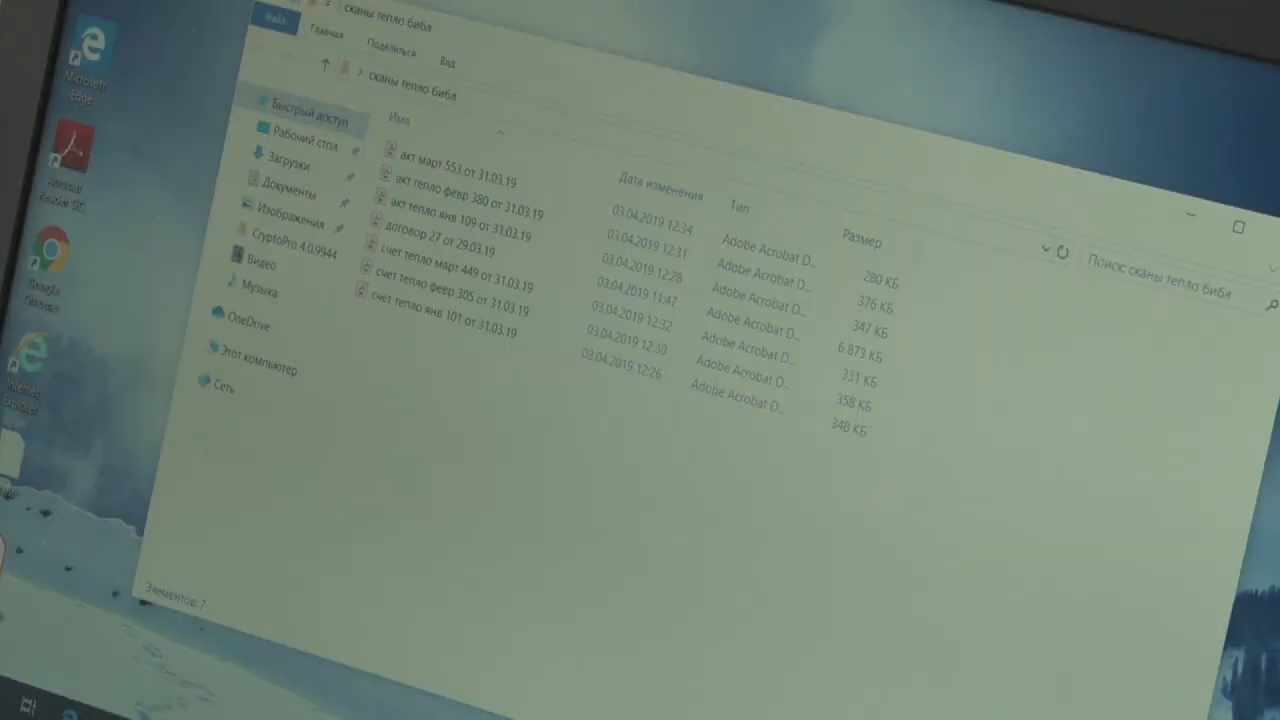 сканы тепло библ
Файл
Главная
Поделиться
Вид
сканы тепло библ
Поиск: сканы тепло библ
Быстрый доступ
Рабочий стол
Загрузки
Документы
Изображения
CryptoPro 4.0.9944
Видео
Музыка
OneDrive
Этот компьютер
Сеть
Имя Дата изменения Тип Размер
акт март 553 от 31.03.19 03.04.2019 12:34 Adobe Acrobat D... 280 КБ
акт тепло февр 380 от 31.03.19 03.04.2019 12:31 Adobe Acrobat D... 376 КБ
акт тепло янв 109 от 31.03.19 03.04.2019 12:28 Adobe Acrobat D... 347 КБ
договор 27 от 29.03.19 03.04.2019 11:47 Adobe Acrobat D... 6 873 КБ
счет тепло март 449 от 31.03.19 03.04.2019 12:32 Adobe Acrobat D... 331 КБ
счет тепло февр 305 от 31.03.19 03.04.2019 12:30 Adobe Acrobat D... 358 КБ
счет тепло янв 101 от 31.03.19 03.04.2019 12:26 Adobe Acrobat D... 348 КБ
Элементов: 7
Microsoft
Edge
Google
Chrome
Internet
Explorer